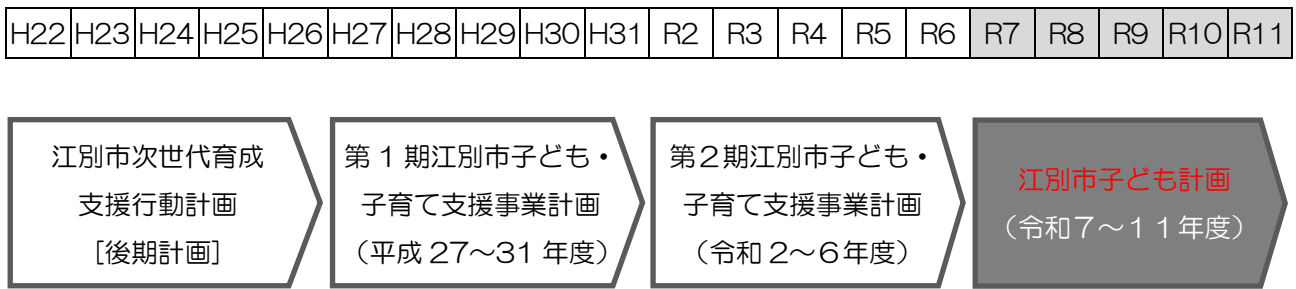 H22 H23 H24 H25 H26 H27 H28 H29 H30 H31 R2 R3 R4 R5 R6 R7 R8 R9 R10 R11
江別市次世代育成
支援行動計画
［後期計画］
第１期江別市子ども・
子育て支援事業計画
（平成 27～31 年度）
第２期江別市子ども・
子育て支援事業計画
（令和 2～６年度）
江別市子ども計画
（令和７～１１年度）